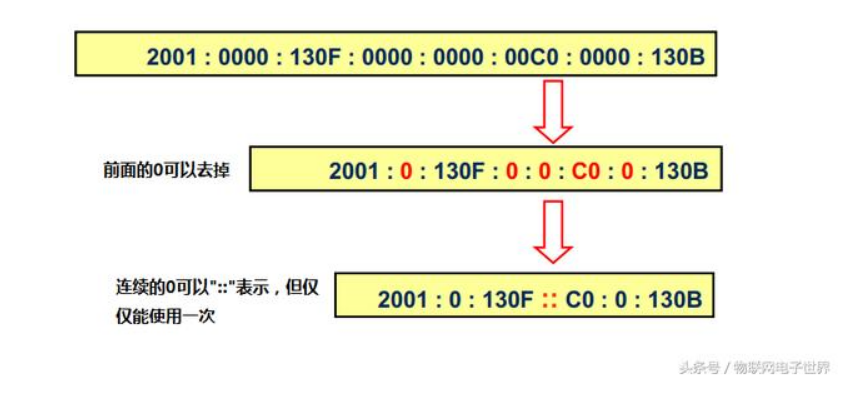 2001 : 0000 : 130F : 0000 : 0000 : 00C0 : 0000 : 130B
前面的0可以去掉
2001 : 0 : 130F : 0 : 0 : C0 : 0 : 130B
连续的0可以"::"表示，但仅
仅能使用一次
2001 : 0 : 130F :: C0 : 0 : 130B
头条号 / 物联网电子世界